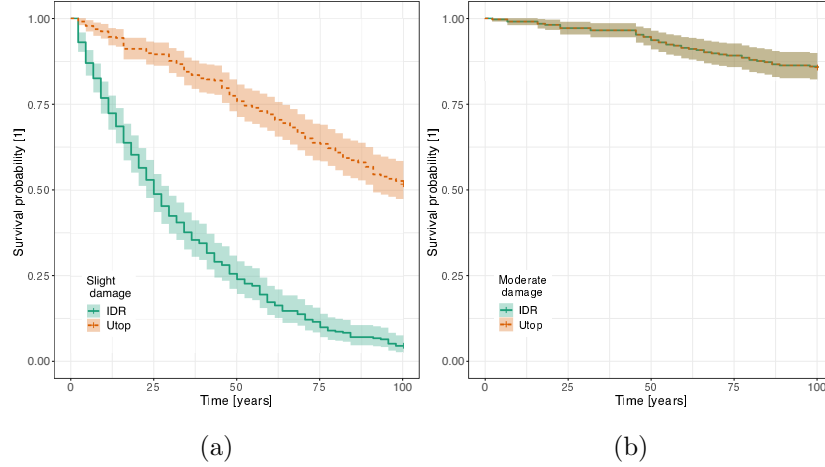 1.00
0.75
0.50
0.25
0.00
Survival probability [1]
Slight
damage
IDR
Utop
0
25
50
75
100
Time [years]
(a)
1.00
0.75
0.50
0.25
0.00
Survival probability [1]
Moderate
damage
IDR
Utop
0
25
50
75
100
Time [years]
(b)